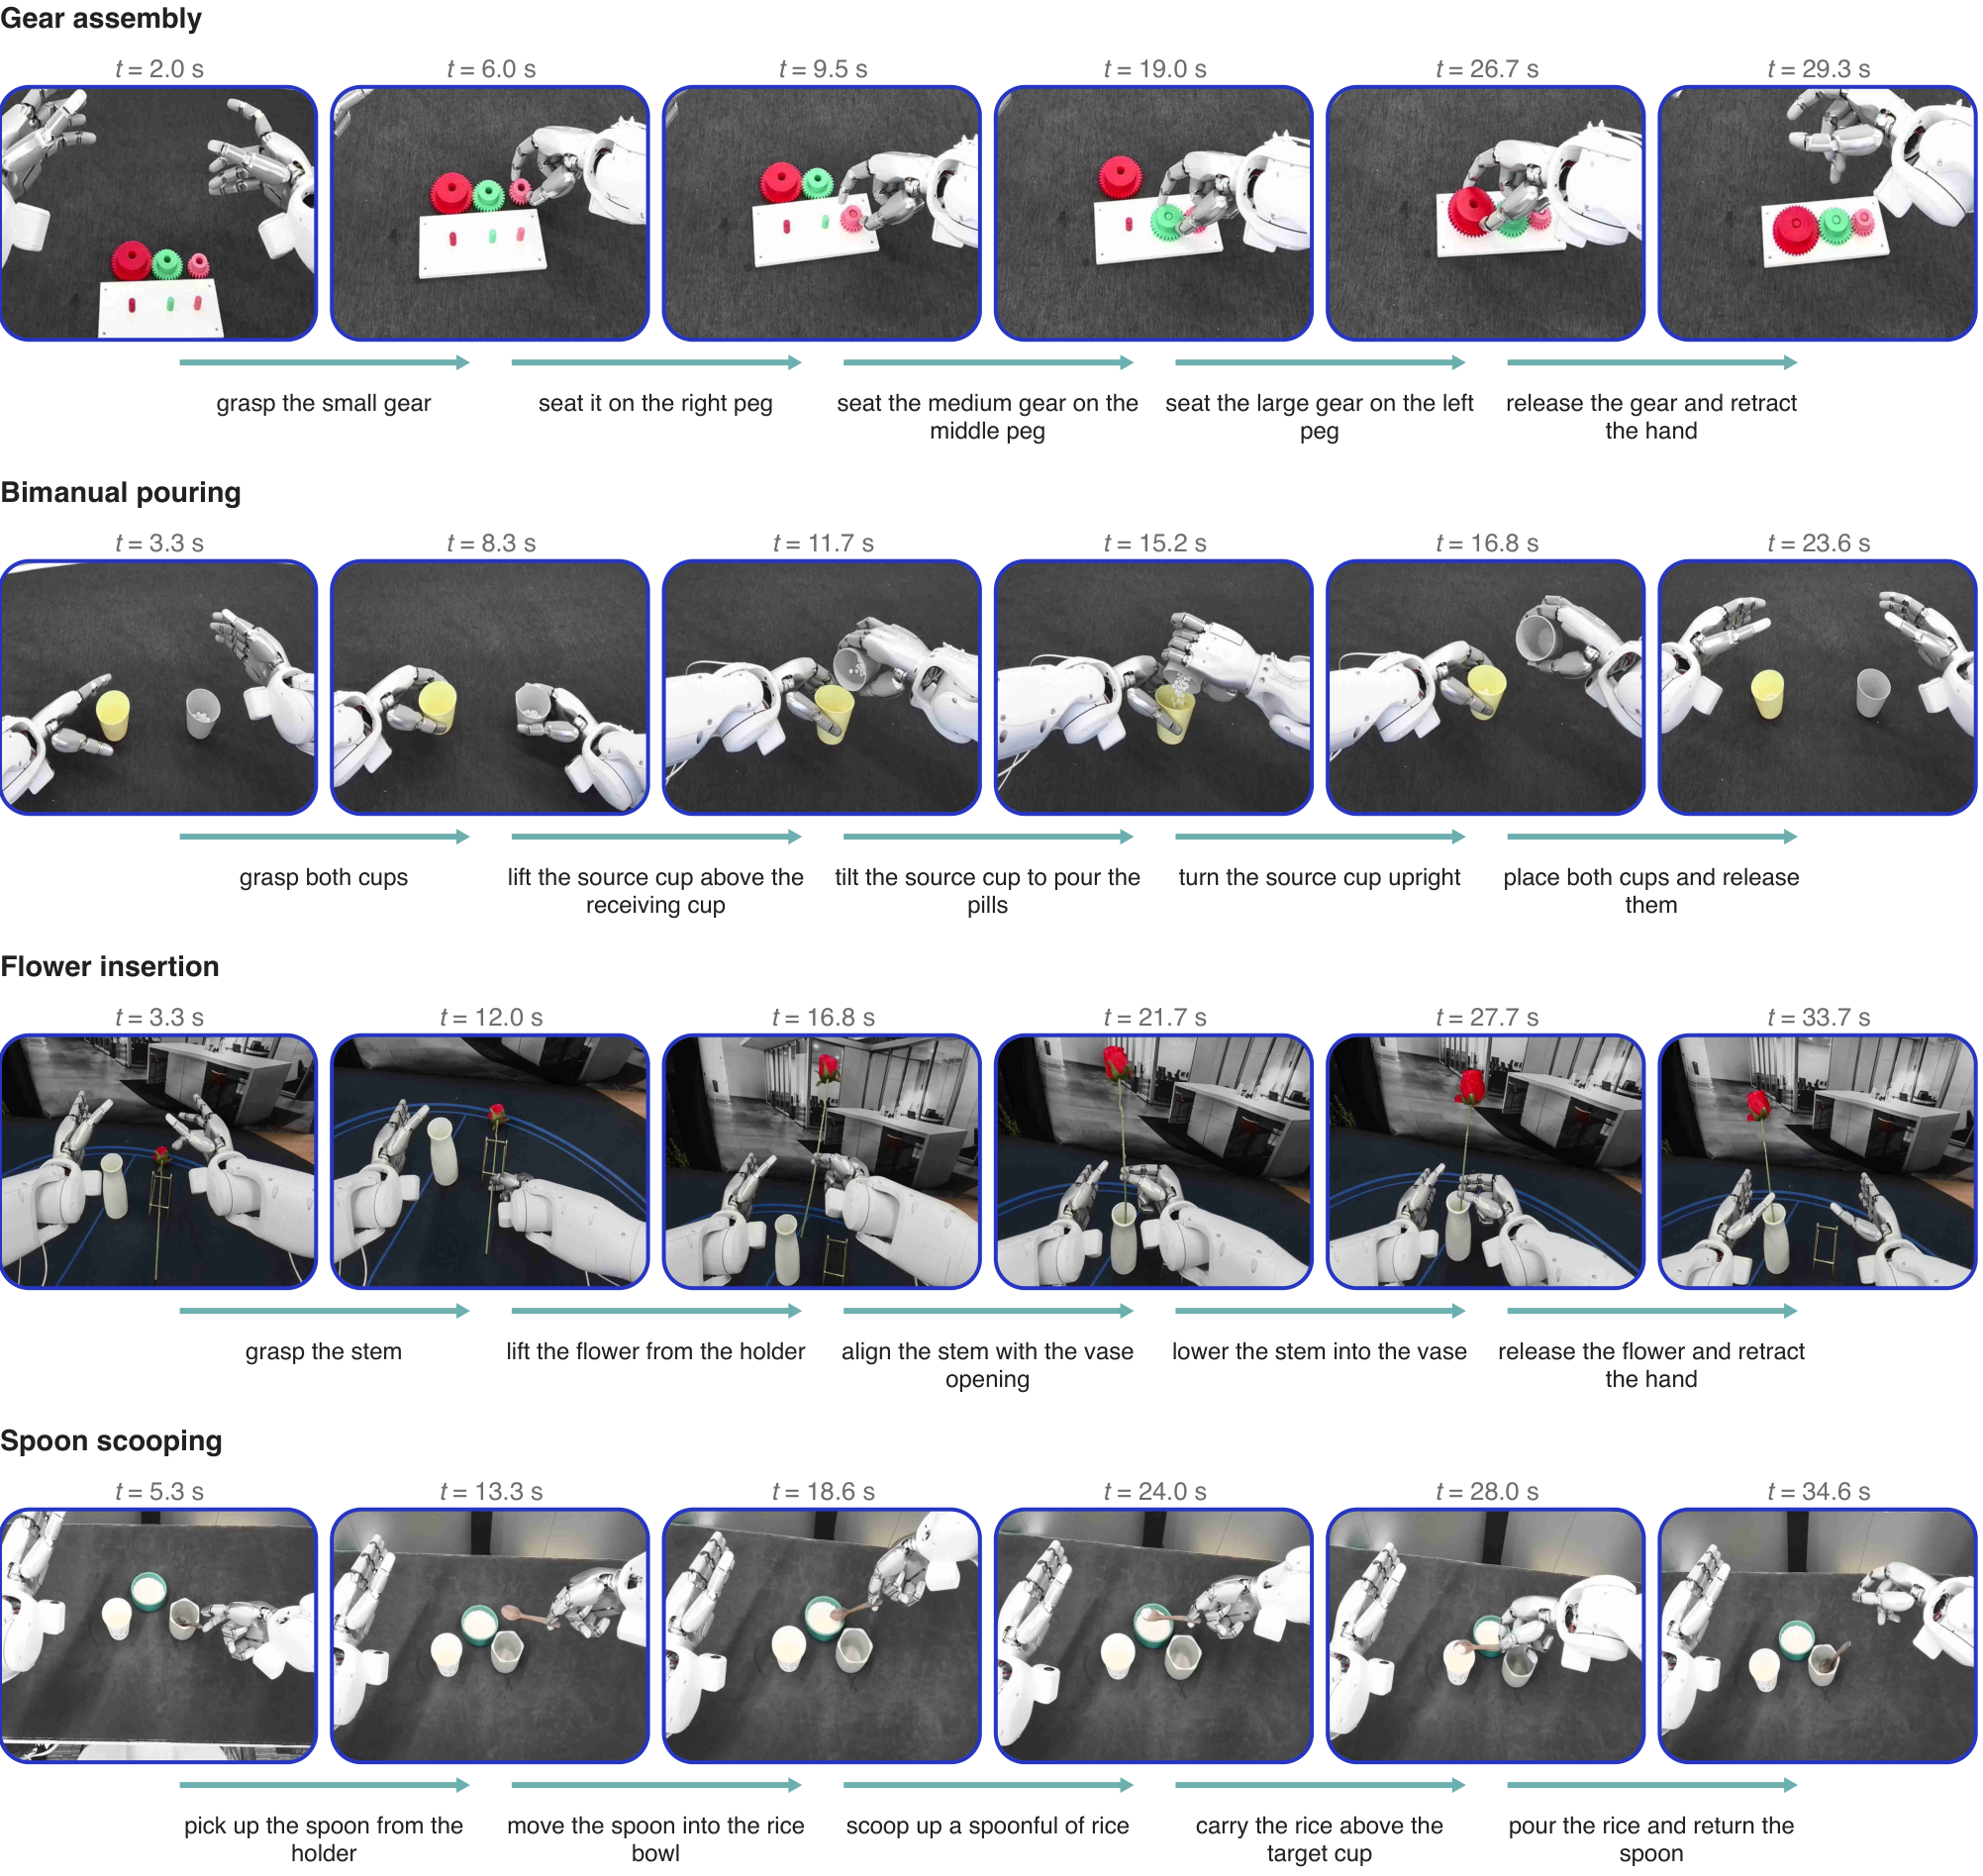 Gear assembly
t = 2.0 s
t = 6.0 s
t = 9.5 s
t = 19.0 s
t = 26.7 s
t = 29.3 s
grasp the small gear
seat it on the right peg
seat the medium gear on the
middle peg
seat the large gear on the left
peg
release the gear and retract
the hand
Bimanual pouring
t = 3.3 s
t = 8.3 s
t = 11.7 s
t = 15.2 s
t = 16.8 s
t = 23.6 s
grasp both cups
lift the source cup above the
receiving cup
tilt the source cup to pour the
pills
turn the source cup upright
place both cups and release
them
Flower insertion
t = 3.3 s
t = 12.0 s
t = 16.8 s
t = 21.7 s
t = 27.7 s
t = 33.7 s
grasp the stem
lift the flower from the holder
align the stem with the vase
opening
lower the stem into the vase
release the flower and retract
the hand
Spoon scooping
t = 5.3 s
t = 13.3 s
t = 18.6 s
t = 24.0 s
t = 28.0 s
t = 34.6 s
pick up the spoon from the
holder
move the spoon into the rice
bowl
scoop up a spoonful of rice
carry the rice above the
target cup
pour the rice and return the
spoon